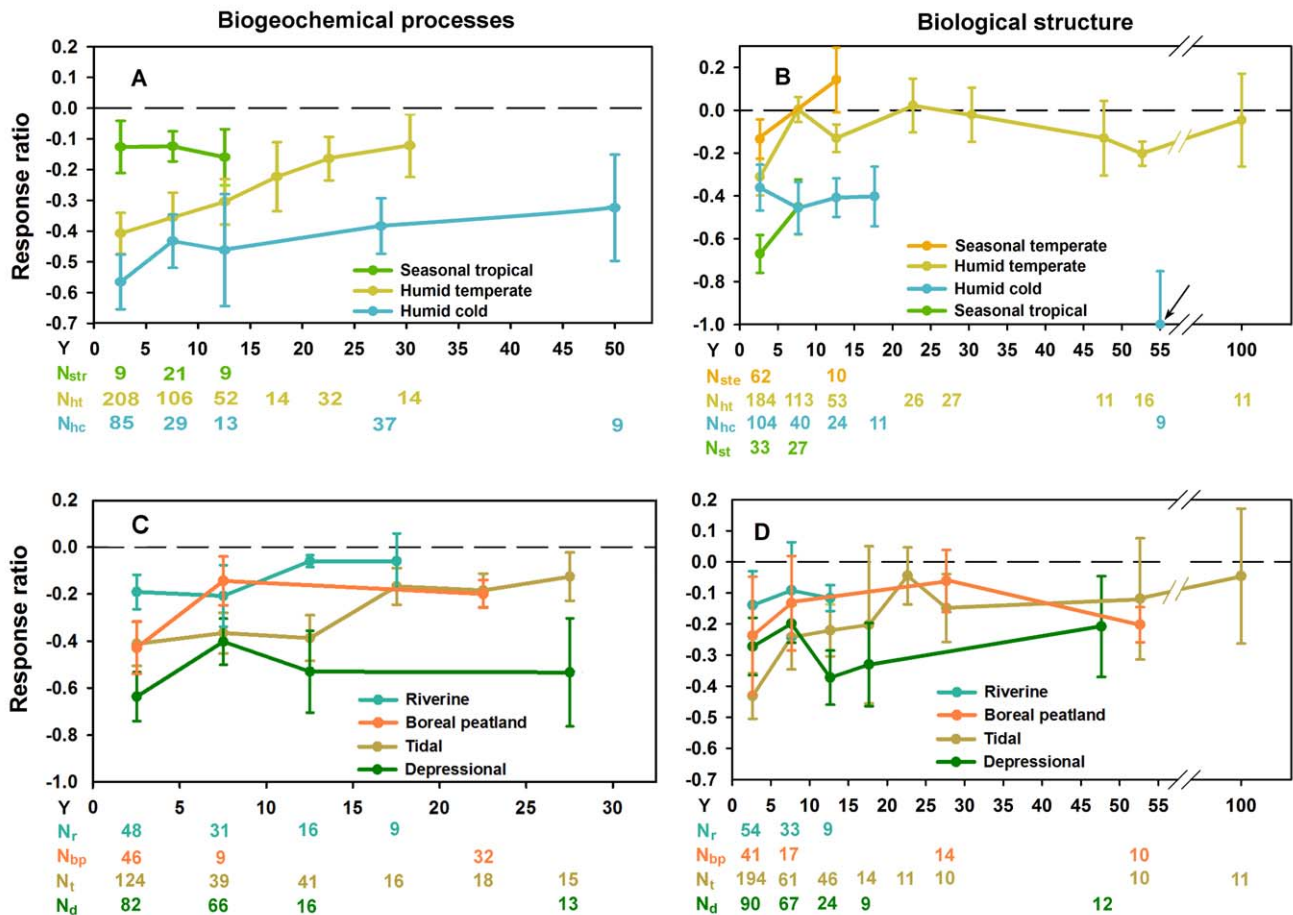 Biogeochemical processes
Biological structure
Response ratio
A
0.2
0.1
0.0
-0.1
-0.2
-0.3
-0.4
-0.5
-0.6
-0.7
Seasonal tropical
Humid temperate
Humid cold
Y 0 5 10 15 20 25 30 35 40 45 50
Nstr 9 21 9
Nht 208 106 52 14 32 14
Nhc 85 29 13 37 9
B
0.2
0.0
-0.2
-0.4
-0.6
-0.8
-1.0
Seasonal temperate
Humid temperate
Humid cold
Seasonal tropical
0 5 10 15 20 25 30 35 40 45 50 55 100
Nste 62 10
Nht 184 113 53 26 27 11 16 11
Nhc 104 40 24 11 9
Nst 33 27
Response ratio
C
0.2
0.0
-0.2
-0.4
-0.6
-0.8
-1.0
Riverine
Boreal peatland
Tidal
Depressional
Y 0 5 10 15 20 25 30
Nr 48 31 16 9
Nbp 46 9 32
Nt 124 39 41 16 18 15
Nd 82 66 16 13
D
0.2
0.1
0.0
-0.1
-0.2
-0.3
-0.4
-0.5
-0.6
-0.7
Riverine
Boreal peatland
Tidal
Depressional
Y 0 5 10 15 20 25 30 35 40 45 50 55 100
Nr 54 33 9
Nbp 41 17 14 10
Nt 194 61 46 14 11 10 10 11
Nd 90 67 24 9 12